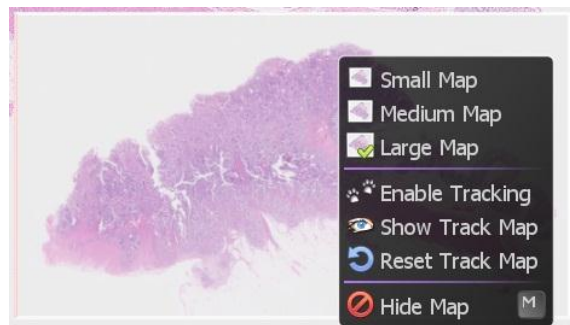 Small Map
Medium Map
Large Map
Enable Tracking
Show Track Map
Reset Track Map
Hide Map M